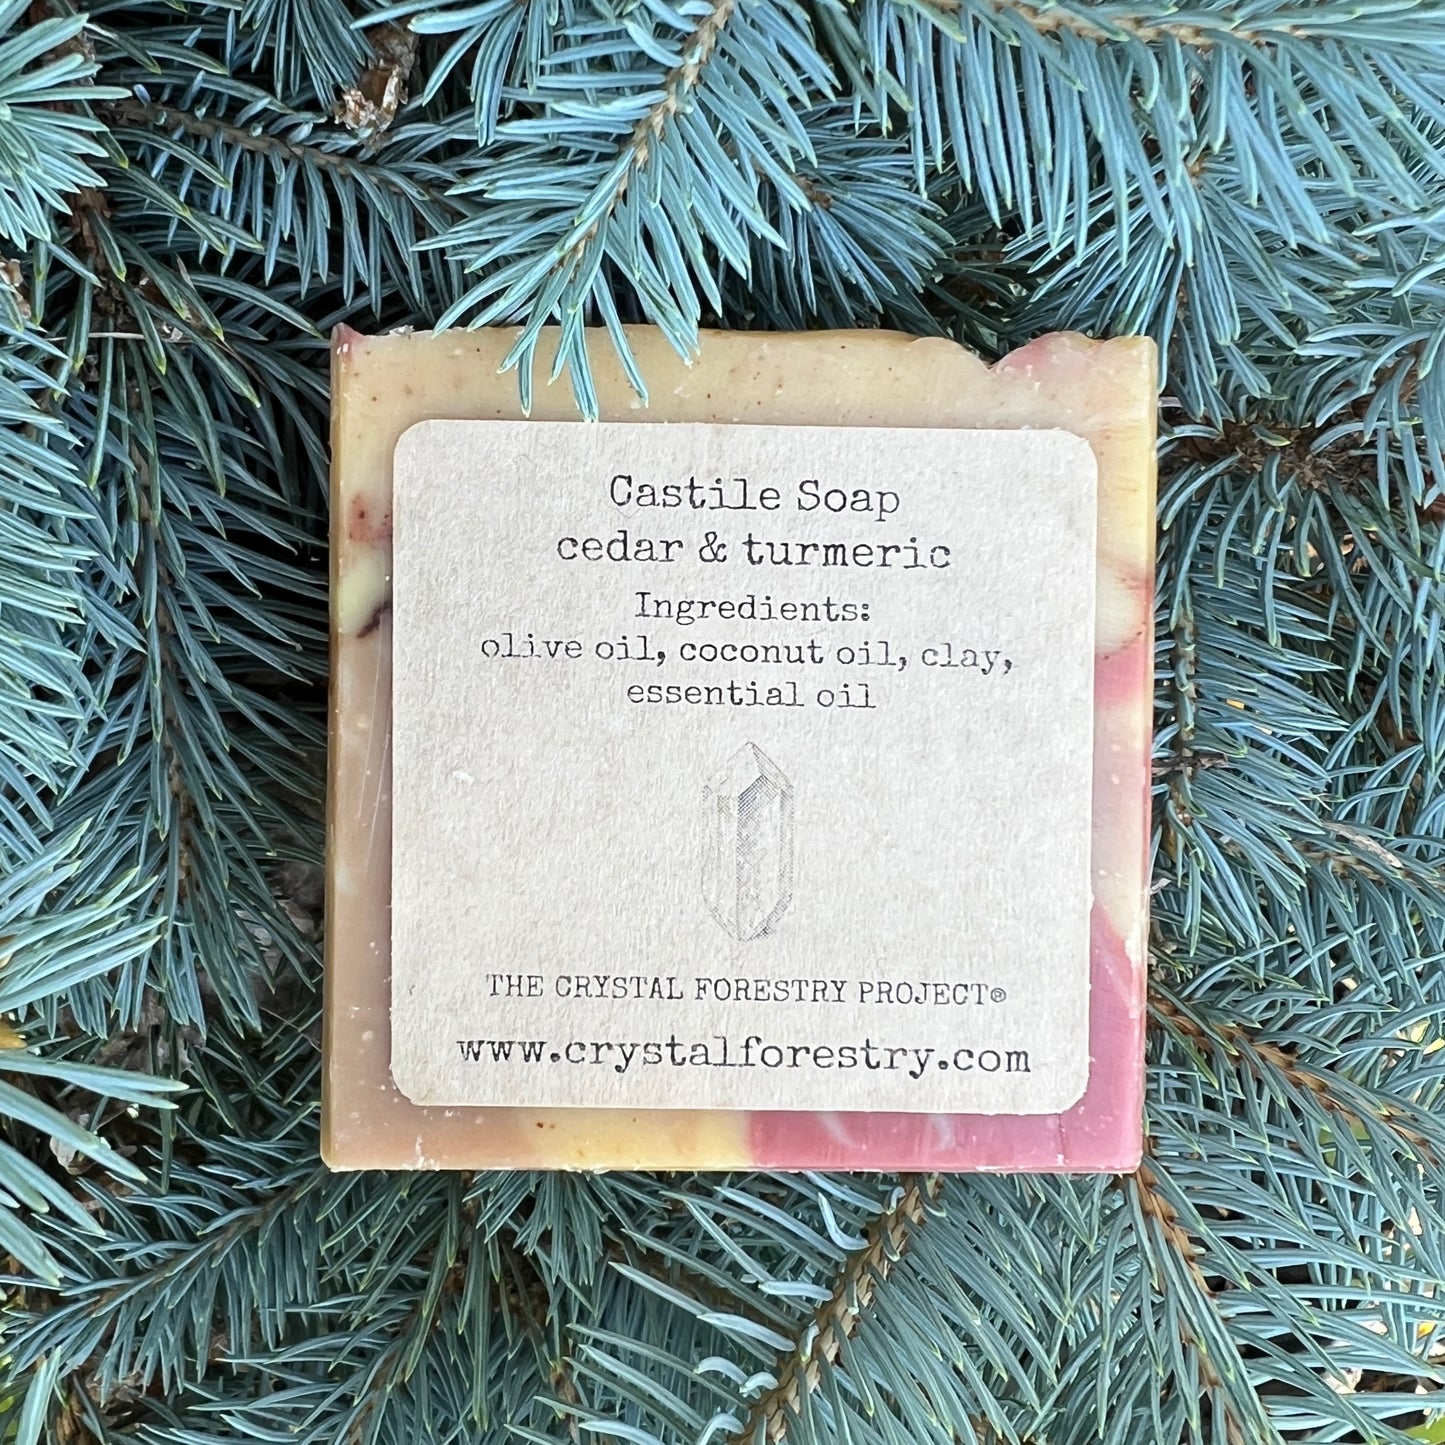 Castile Soap
cedar & turmeric
Ingredients:
olive oil, coconut oil, clay,
essential oil
THE CRYSTAL FORESTRY PROJECT®
www.crystalforestry.com